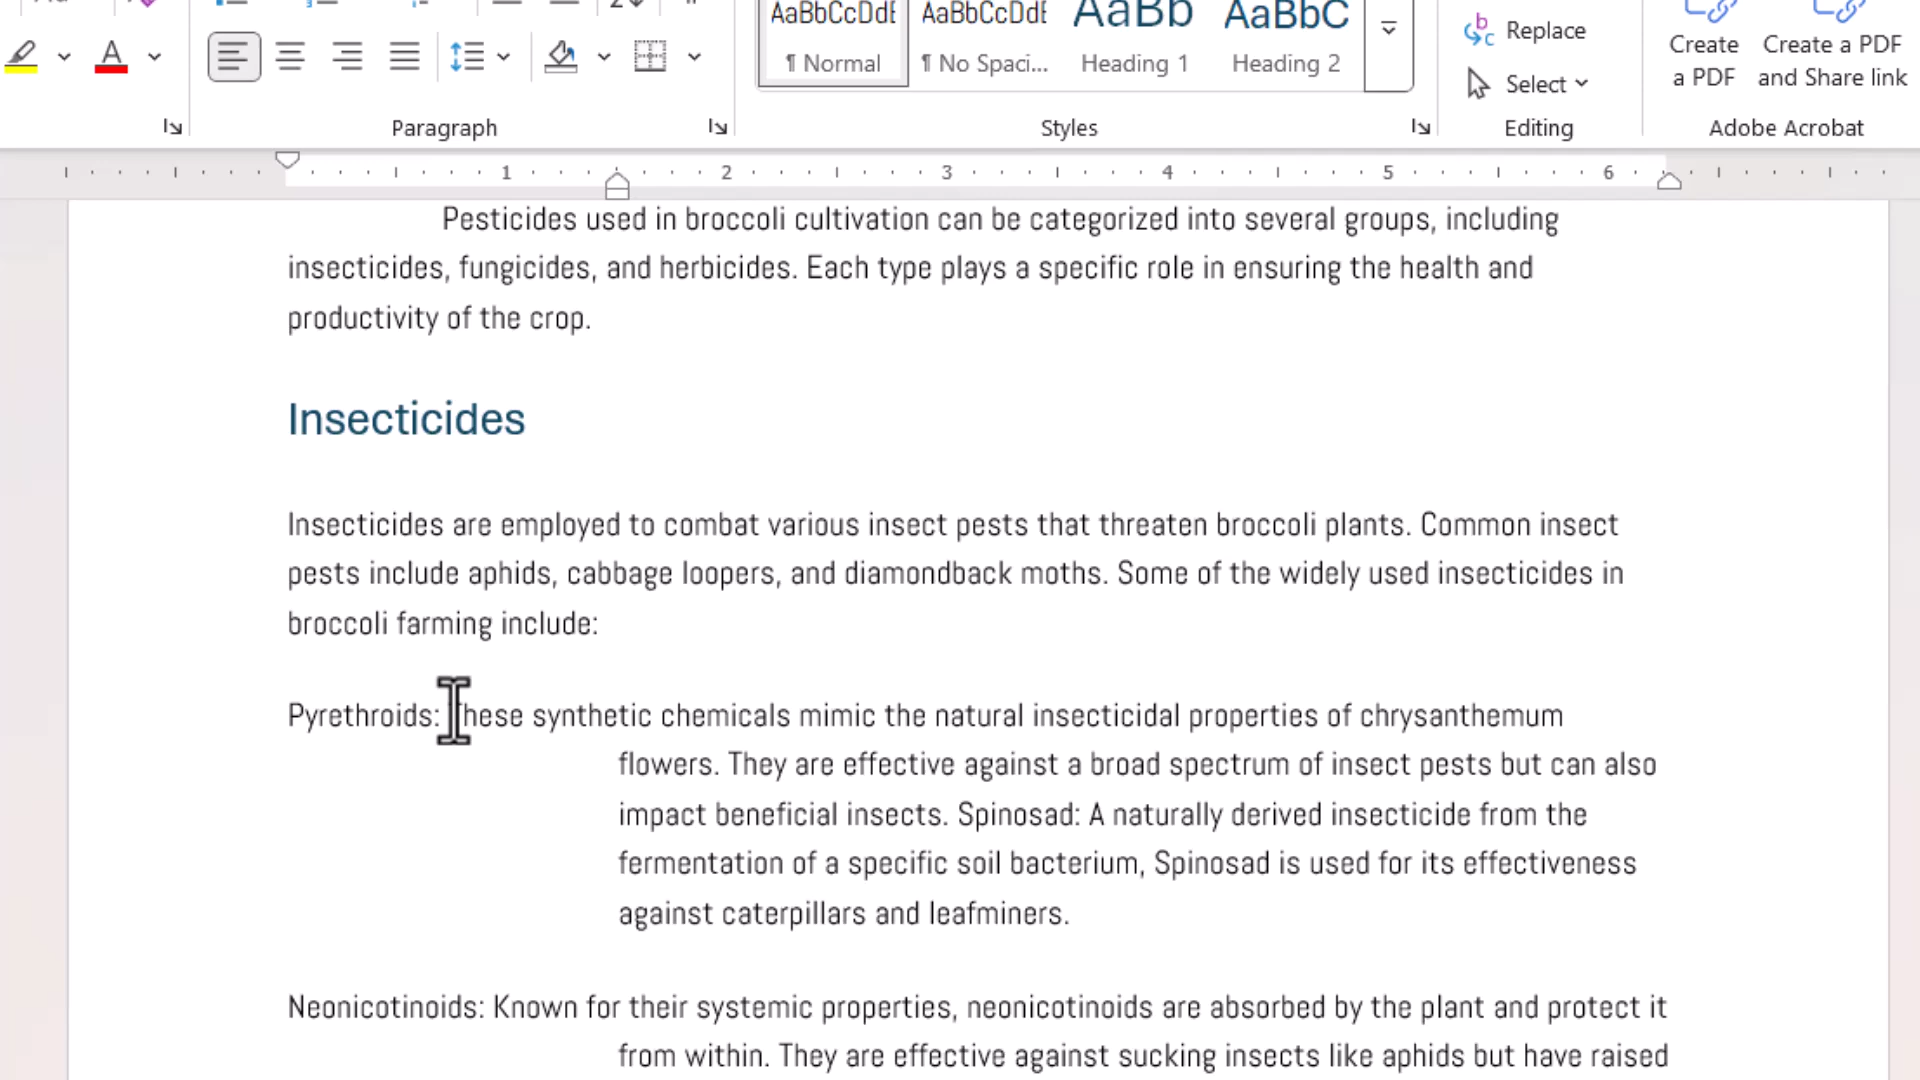 AaBbCcDdE AaBbCcDdE AaBb AaBbC
¶ Normal ¶ No Spaci... Heading 1 Heading 2
Replace
Select
Create a PDF
Create a PDF and Share link
Paragraph Styles Editing Adobe Acrobat
1 2 3 4 5 6
Pesticides used in broccoli cultivation can be categorized into several groups, including
insecticides, fungicides, and herbicides. Each type plays a specific role in ensuring the health and
productivity of the crop.
Insecticides
Insecticides are employed to combat various insect pests that threaten broccoli plants. Common insect
pests include aphids, cabbage loopers, and diamondback moths. Some of the widely used insecticides in
broccoli farming include:
Pyrethroids: These synthetic chemicals mimic the natural insecticidal properties of chrysanthemum
flowers. They are effective against a broad spectrum of insect pests but can also
impact beneficial insects. Spinosad: A naturally derived insecticide from the
fermentation of a specific soil bacterium, Spinosad is used for its effectiveness
against caterpillars and leafminers.
Neonicotinoids: Known for their systemic properties, neonicotinoids are absorbed by the plant and protect it
from within. They are effective against sucking insects like aphids but have raised